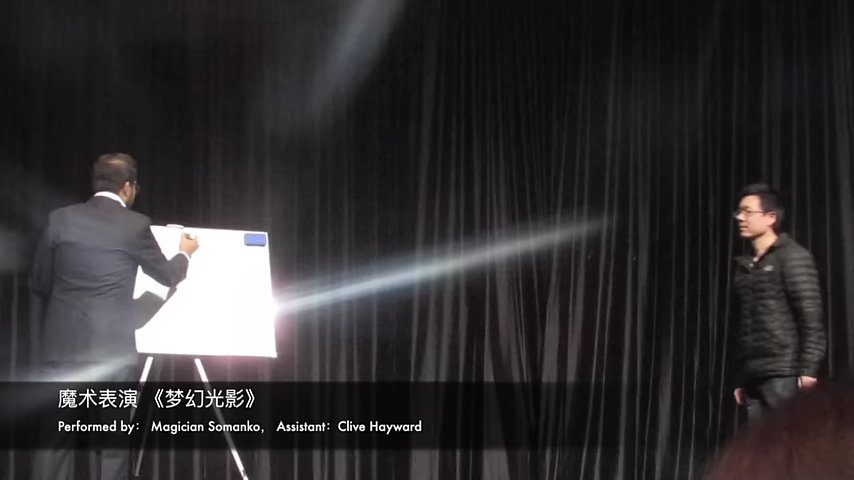 魔术表演 《梦幻光影》
Performed by： Magician Somanko， Assistant：Clive Hayward